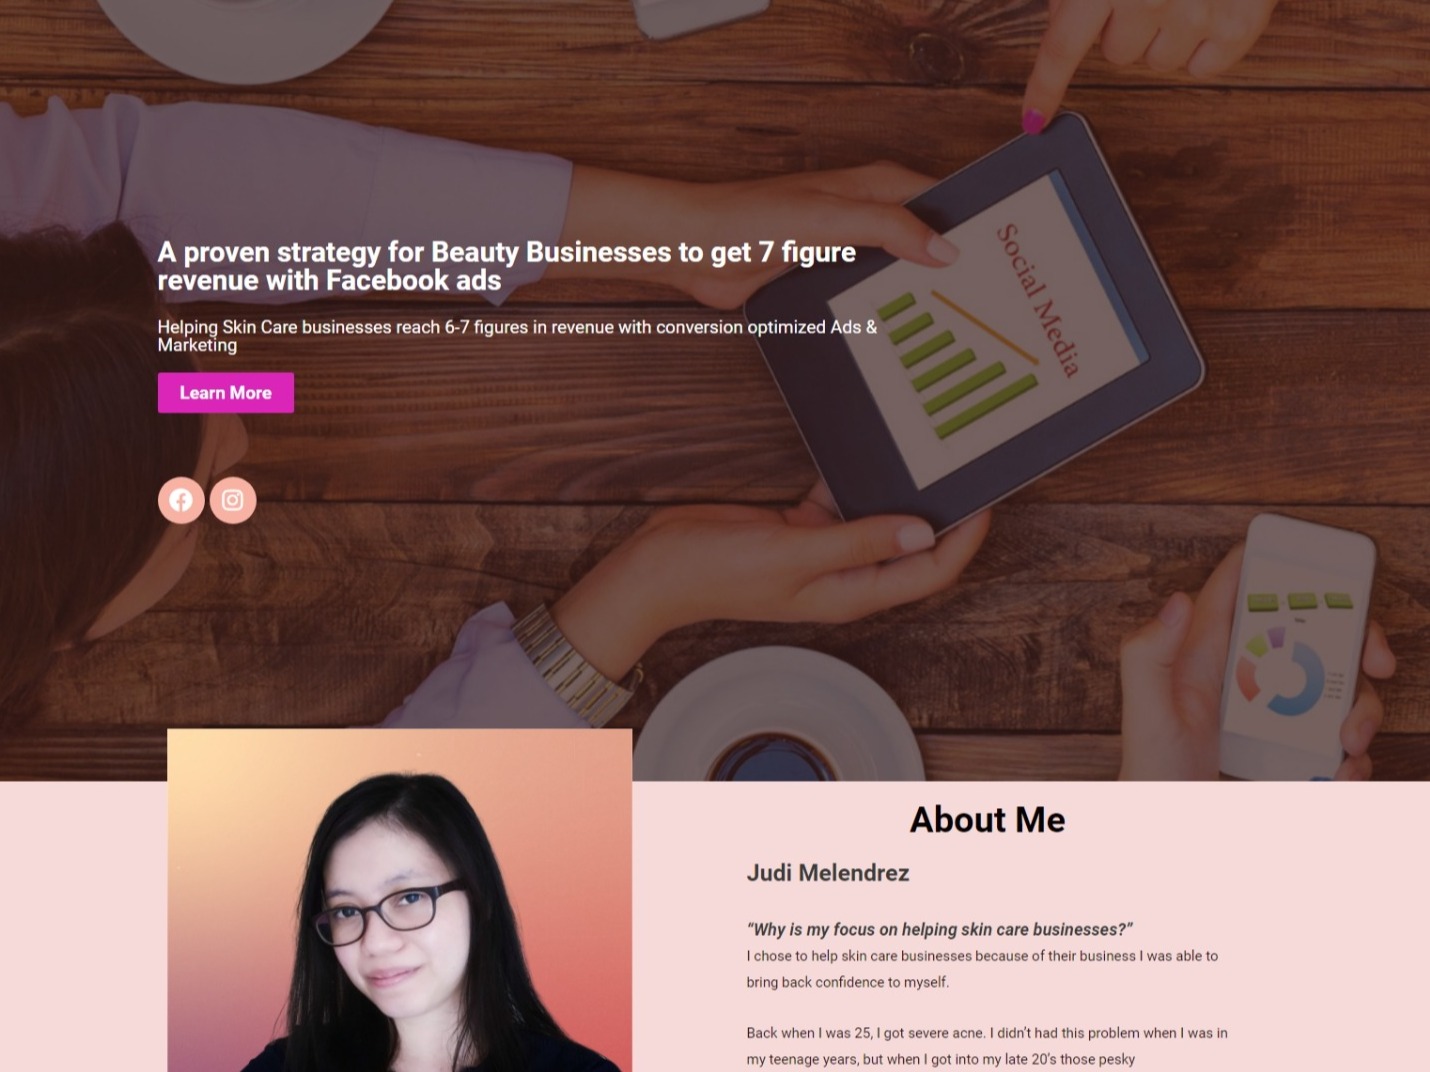 A proven strategy for Beauty Businesses to get 7 figure
revenue with Facebook ads
Helping Skin Care businesses reach 6-7 figures in revenue with conversion optimized Ads &
Marketing
Learn More
Social Media
About Me
Judi Melendrez
“Why is my focus on helping skin care businesses?”
I chose to help skin care businesses because of their business I was able to
bring back confidence to myself.
Back when I was 25, I got severe acne. I didn’t had this problem when I was in
my teenage years, but when I got into my late 20’s those pesky